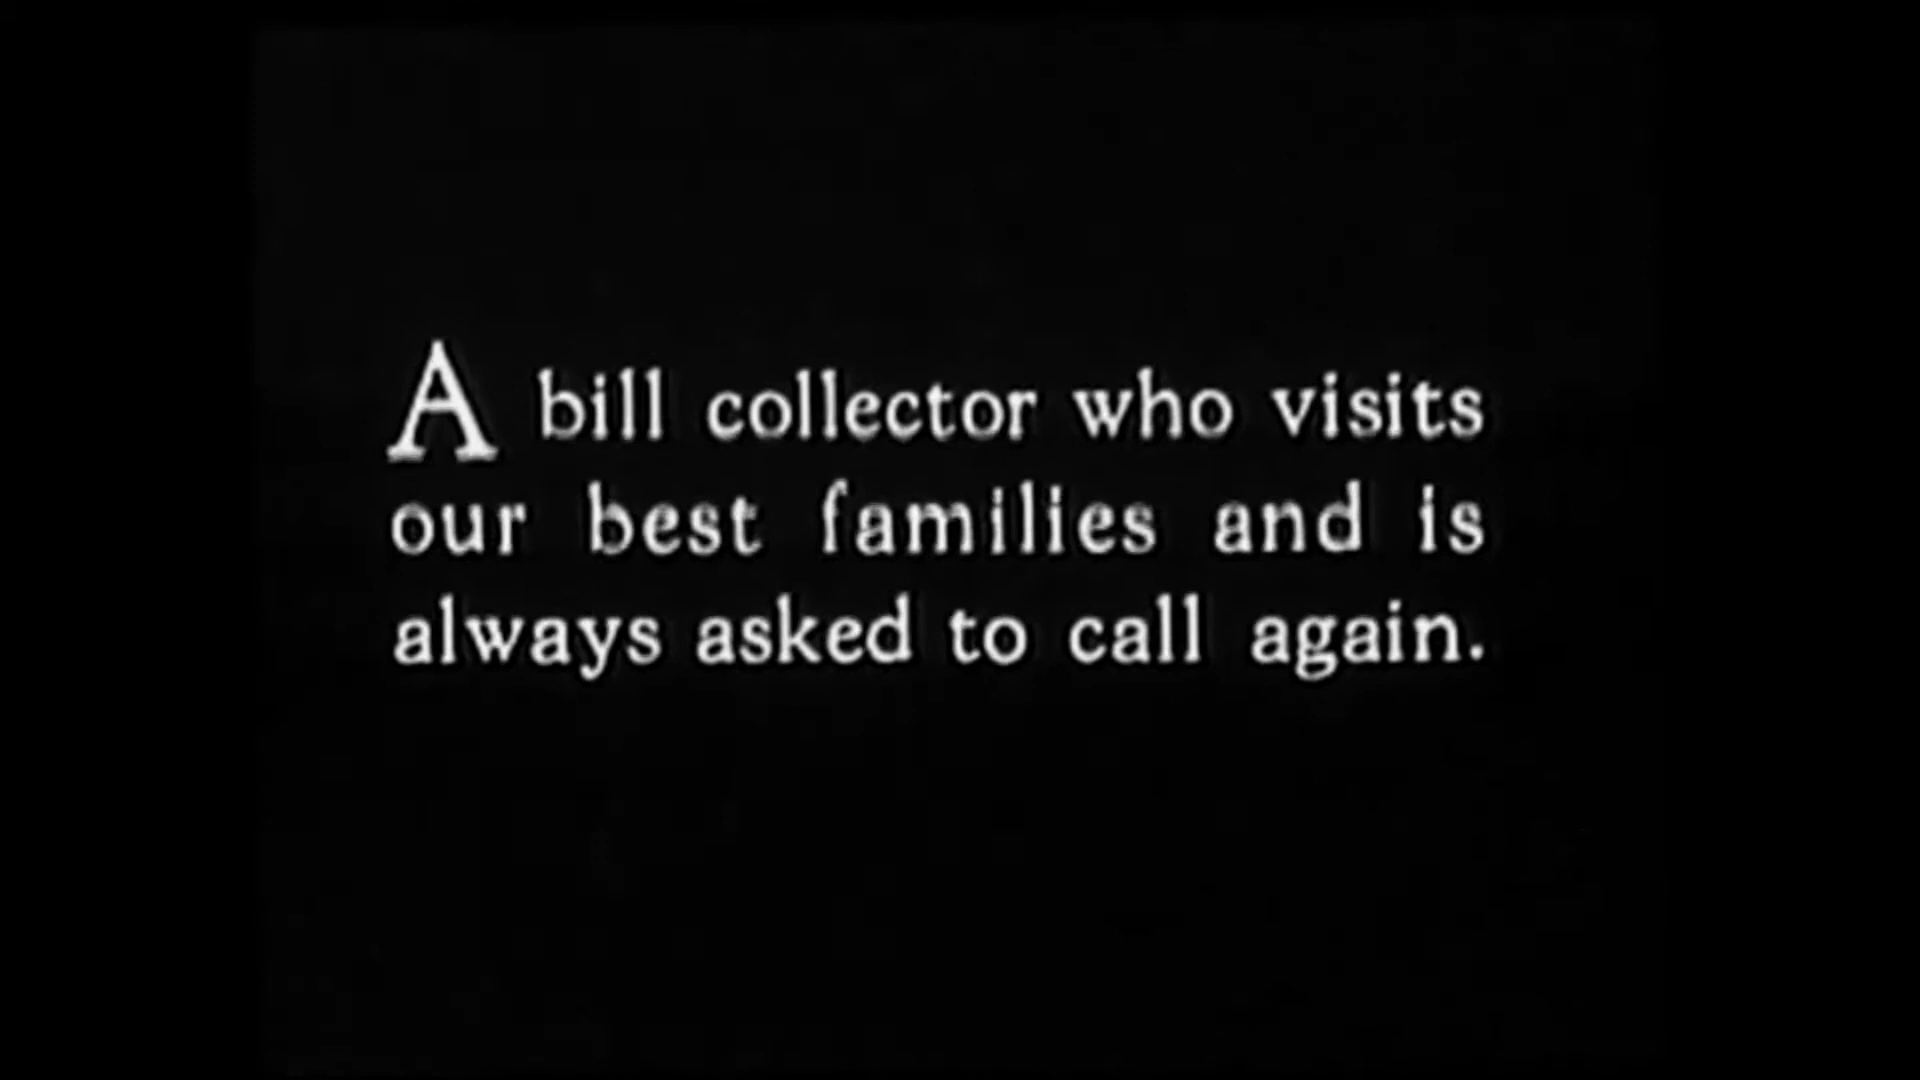 A bill collector who visits
our best families and is
always asked to call again.